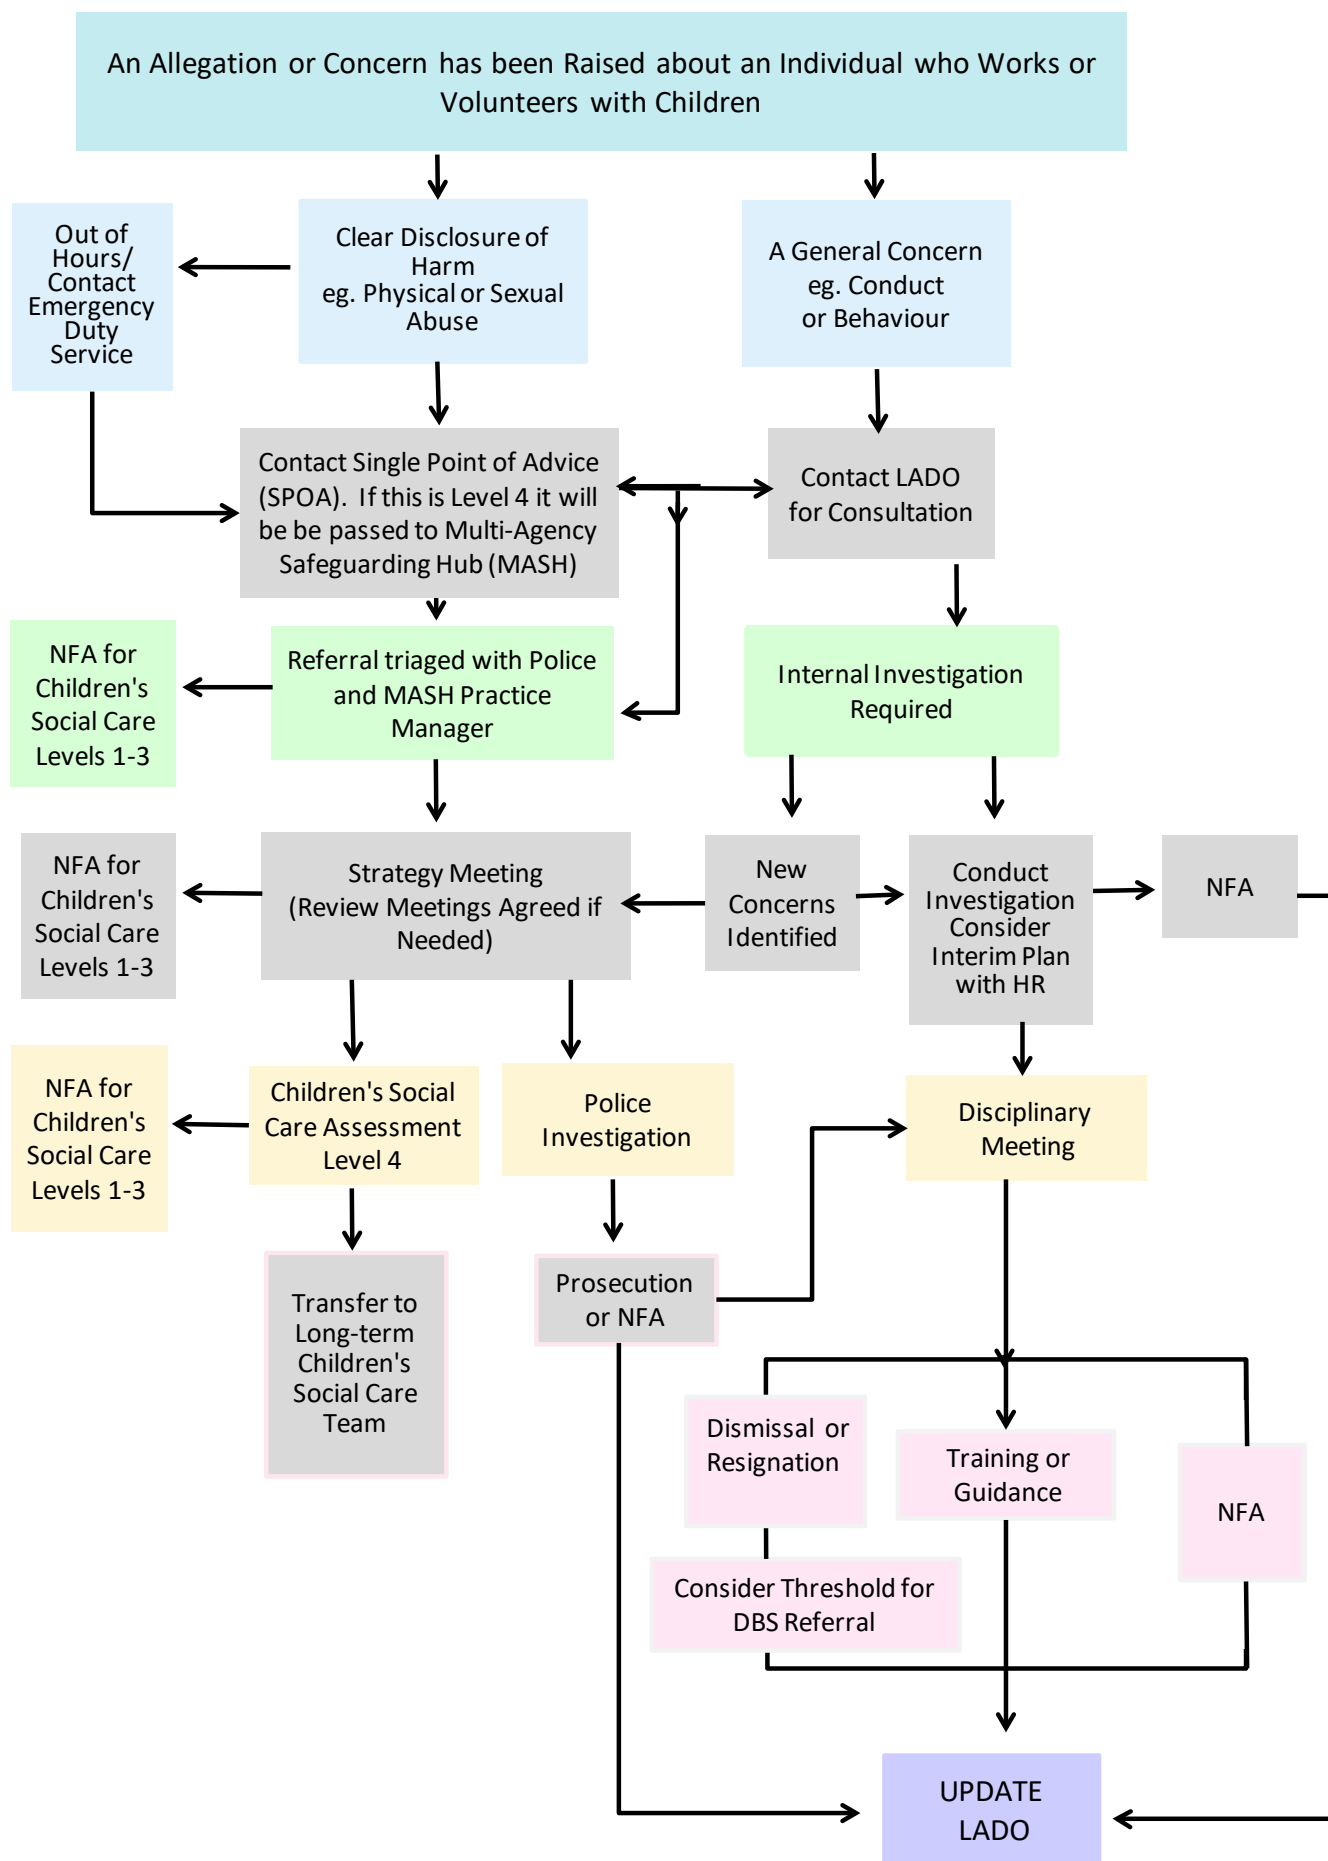 An Allegation or Concern has been Raised about an Individual who Works or
Volunteers with Children
Out of
Hours/
Contact
Emergency
Duty
Service
Clear Disclosure of
Harm
eg. Physical or Sexual
Abuse
A General Concern
eg. Conduct
or Behaviour
Contact Single Point of Advice
(SPOA). If this is Level 4 it will
be be passed to Multi-Agency
Safeguarding Hub (MASH)
Contact LADO
for Consultation
NFA for
Children's
Social Care
Levels 1-3
Referral triaged with Police
and MASH Practice
Manager
Internal Investigation
Required
NFA for
Children's
Social Care
Levels 1-3
Strategy Meeting
(Review Meetings Agreed if
Needed)
New
Concerns
Identified
Conduct
Investigation
Consider
Interim Plan
with HR
NFA
NFA for
Children's
Social Care
Levels 1-3
Children's Social
Care Assessment
Level 4
Police
Investigation
Disciplinary
Meeting
Transfer to
Long-term
Children's
Social Care
Team
Prosecution
or NFA
Dismissal or
Resignation
Training or
Guidance
NFA
Consider Threshold for
DBS Referral
UPDATE
LADO